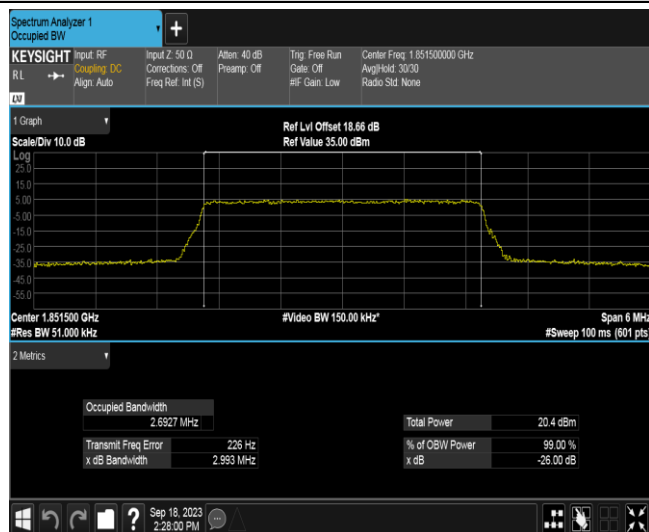 Spectrum Analyzer 1
Occupied BW
+
KEYSIGHT Input: RF Input Z: 50 Ω Atten: 40 dB Trig: Free Run Center Freq: 1.851500000 GHz
RL Coupling: DC Corrections: Off Preamp: Off Gate: Off Avg|Hold: 30/30
Align: Auto Freq Ref: Int (S) #IF Gain: Low Radio Std: None
LXI
1 Graph
Ref Lvl Offset 18.66 dB
Scale/Div 10.0 dB Ref Value 35.00 dBm
Log
25.0
15.0
5.00
-5.00
-15.0
-25.0
-35.0
-45.0
-55.0
Center 1.851500 GHz #Video BW 150.00 kHz* Span 6 MHz
#Res BW 51.000 kHz #Sweep 100 ms (601 pts)
2 Metrics
Occupied Bandwidth
2.6927 MHz Total Power 20.4 dBm
Transmit Freq Error 226 Hz % of OBW Power 99.00 %
x dB Bandwidth 2.993 MHz x dB -26.00 dB
?
Sep 18, 2023
2:28:00 PM